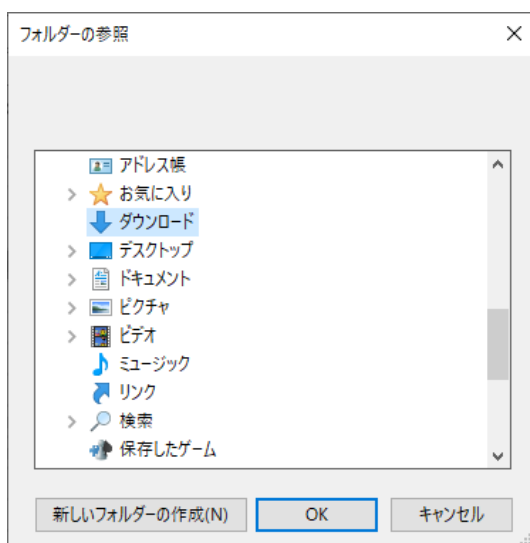 フォルダーの参照
アドレス帳
お気に入り
ダウンロード
デスクトップ
ドキュメント
ピクチャ
ビデオ
ミュージック
リンク
検索
保存したゲーム
新しいフォルダーの作成(N) OK キャンセル